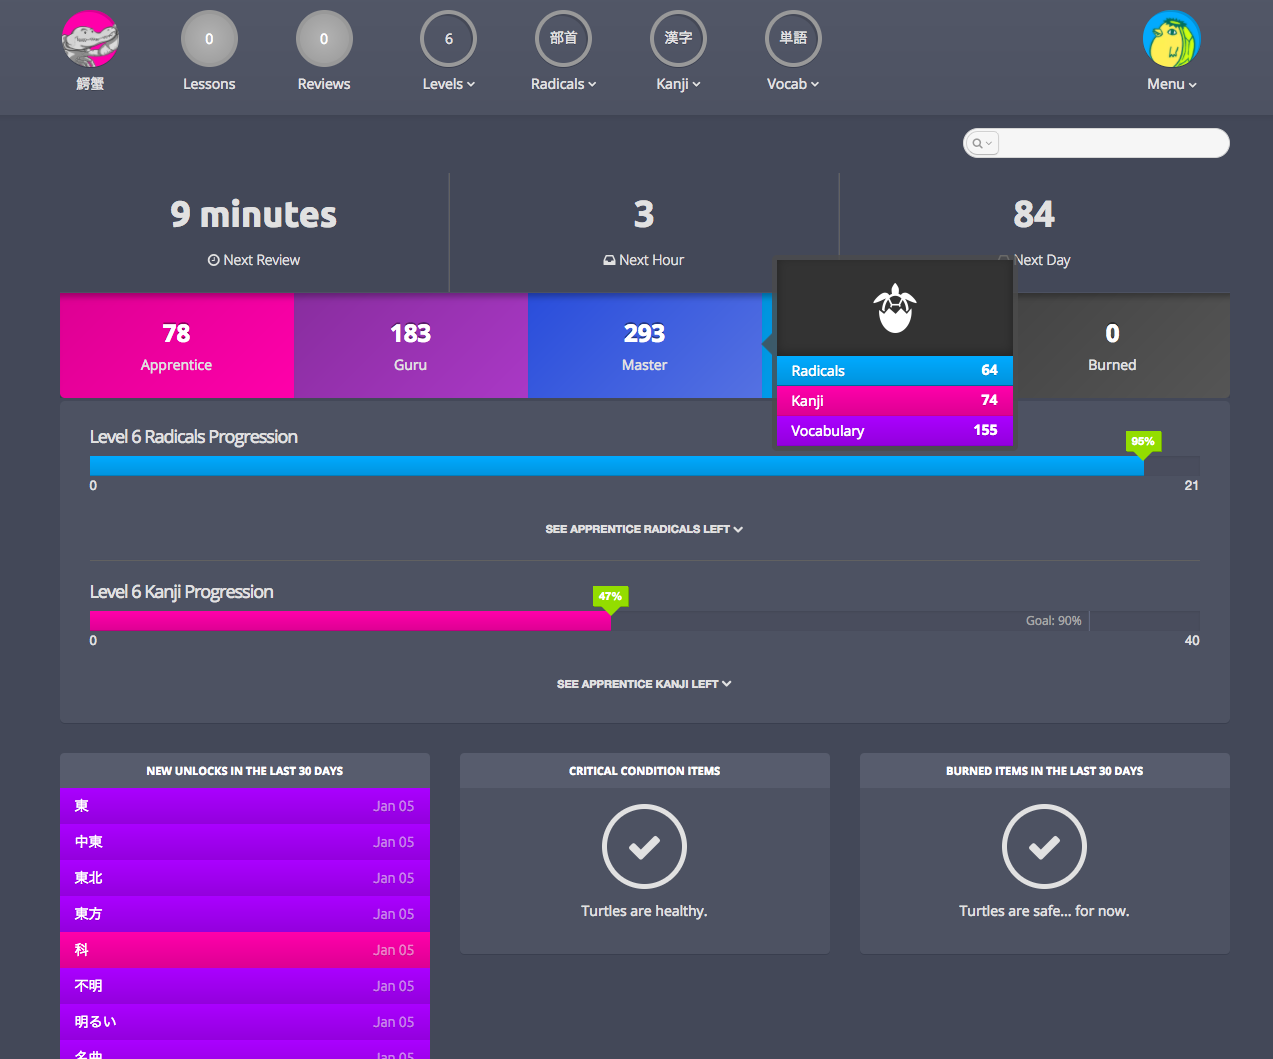 0
0
6
部首
漢字
単語
鰐蟹
Lessons
Reviews
Levels
Radicals
Kanji
Vocab
Menu
9 minutes
3
84
Next Review
Next Hour
Next Day
78
183
293
0
Apprentice
Guru
Master
Burned
Radicals 64
Kanji 74
Vocabulary 155
Level 6 Radicals Progression
95%
0
21
SEE APPRENTICE RADICALS LEFT
Level 6 Kanji Progression
47%
Goal: 90%
0
40
SEE APPRENTICE KANJI LEFT
NEW UNLOCKS IN THE LAST 30 DAYS
東 Jan 05
中東 Jan 05
東北 Jan 05
東方 Jan 05
科 Jan 05
不明 Jan 05
明るい Jan 05
名曲 Jan 05
CRITICAL CONDITION ITEMS
Turtles are healthy.
BURNED ITEMS IN THE LAST 30 DAYS
Turtles are safe... for now.